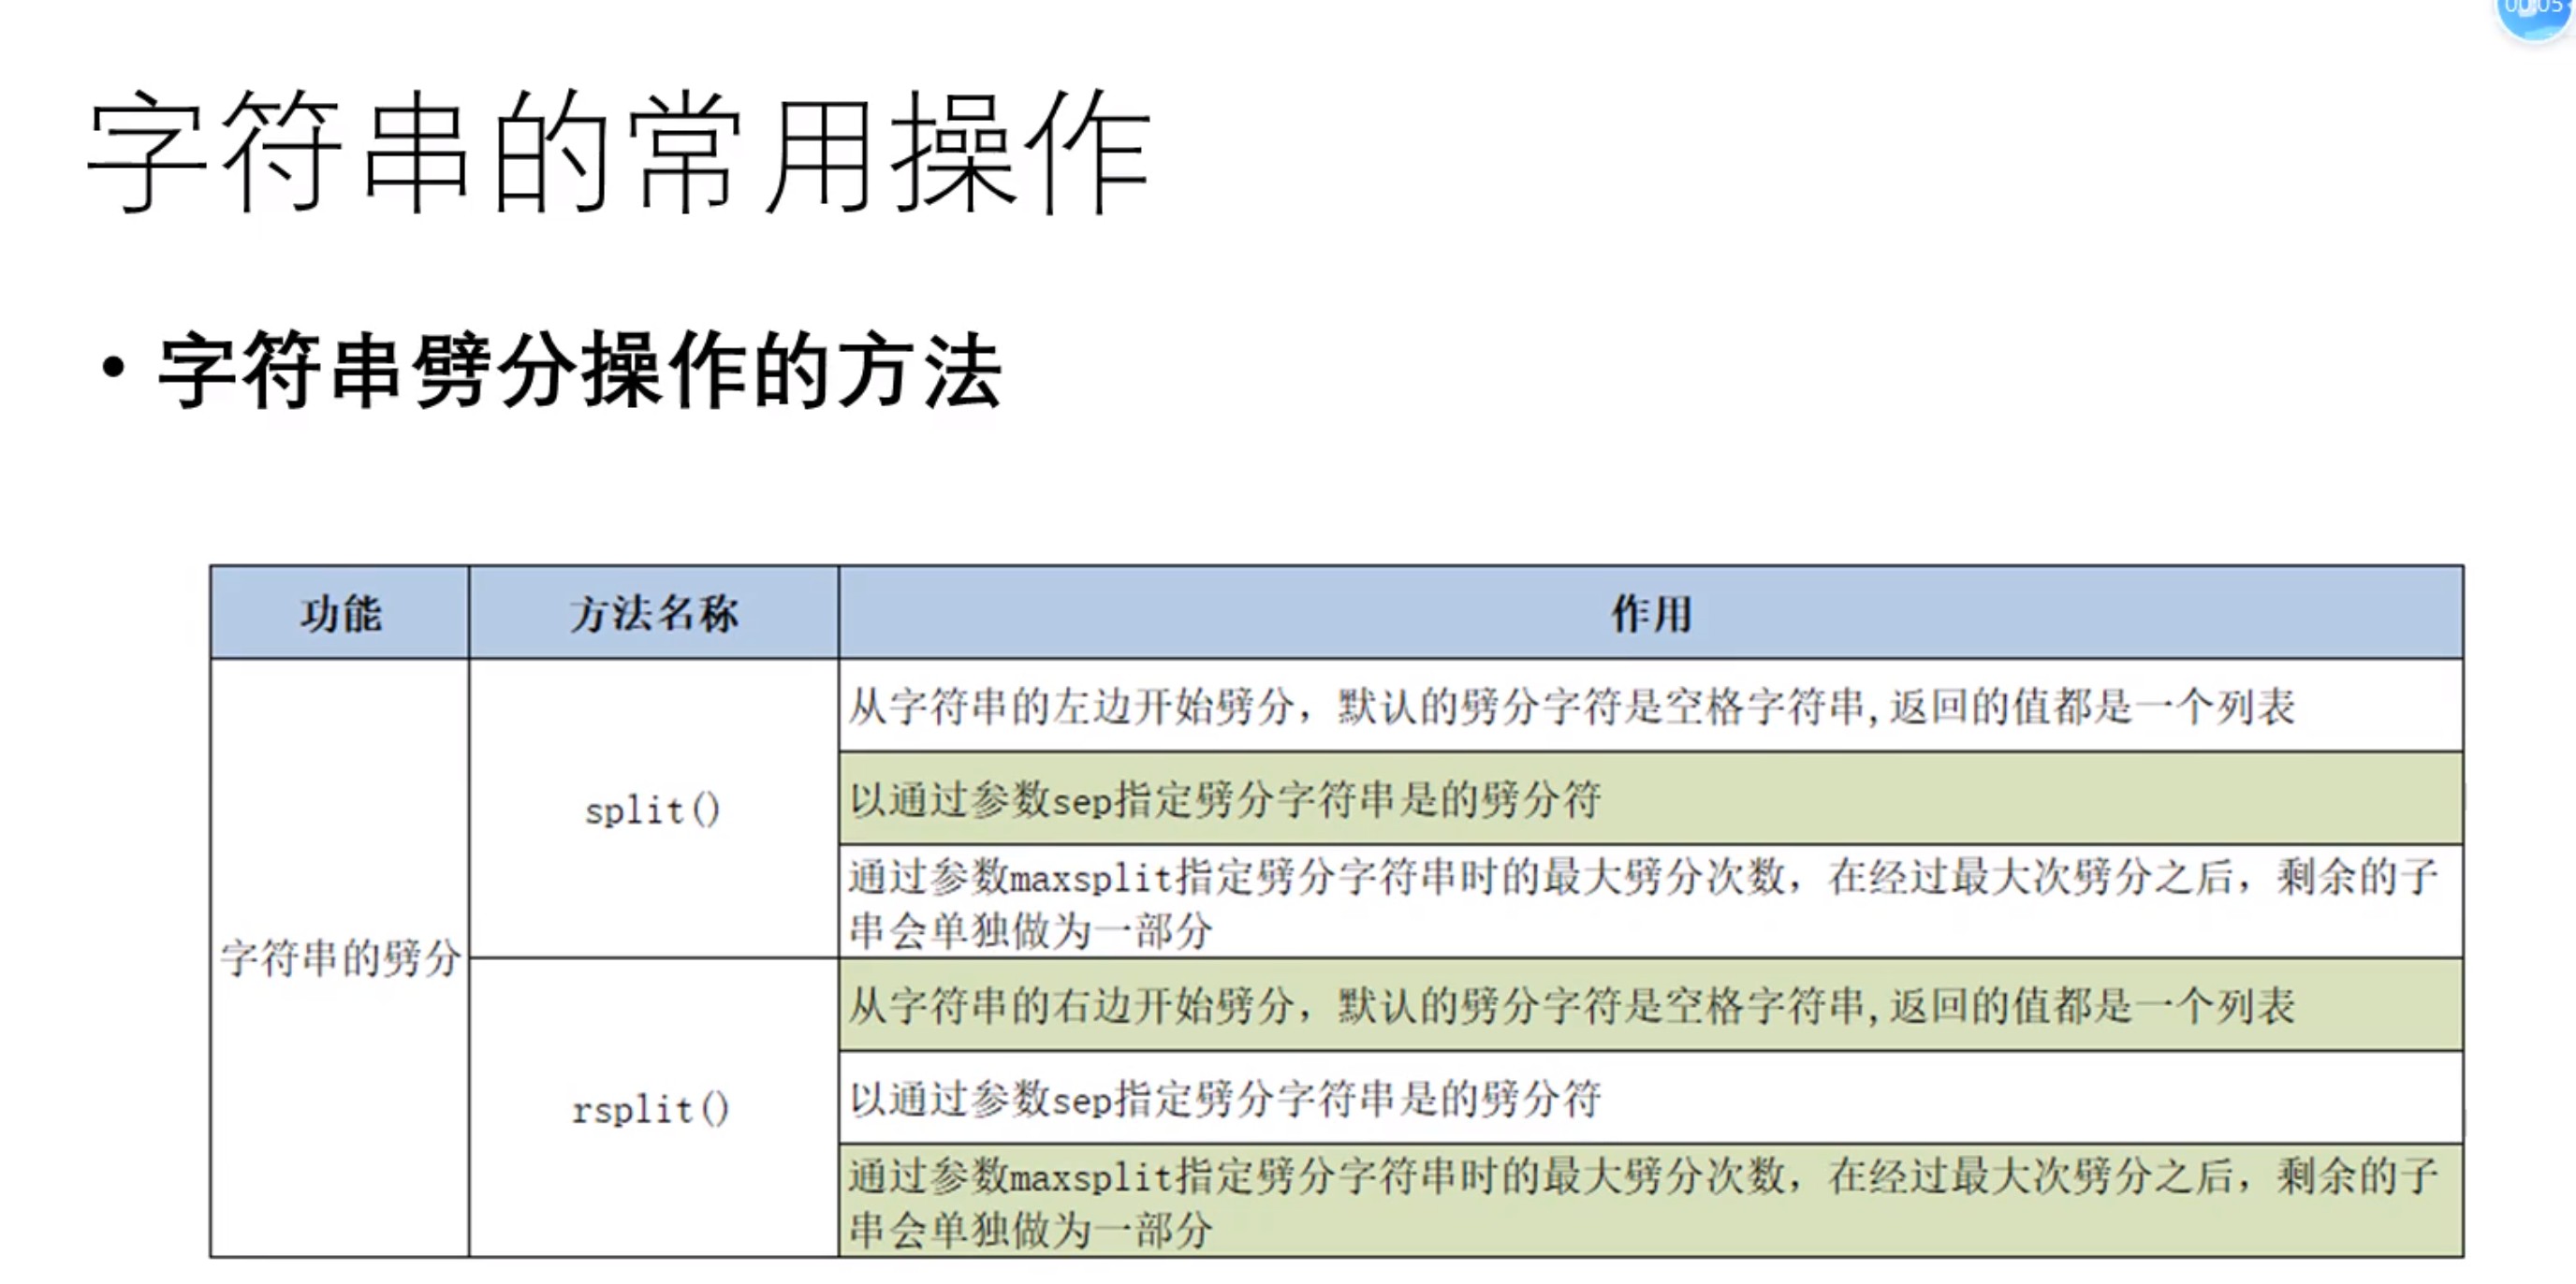 00:05
字符串的常用操作
• 字符串劈分操作的方法
功能 方法名称 作用
字符串的劈分
split()
从字符串的左边开始劈分，默认的劈分字符是空格字符串,返回的值都是一个列表
以通过参数sep指定劈分字符串是的劈分符
通过参数maxsplit指定劈分字符串时的最大劈分次数，在经过最大次劈分之后，剩余的子
串会单独做为一部分
rsplit()
从字符串的右边开始劈分，默认的劈分字符是空格字符串,返回的值都是一个列表
以通过参数sep指定劈分字符串是的劈分符
通过参数maxsplit指定劈分字符串时的最大劈分次数，在经过最大次劈分之后，剩余的子
串会单独做为一部分